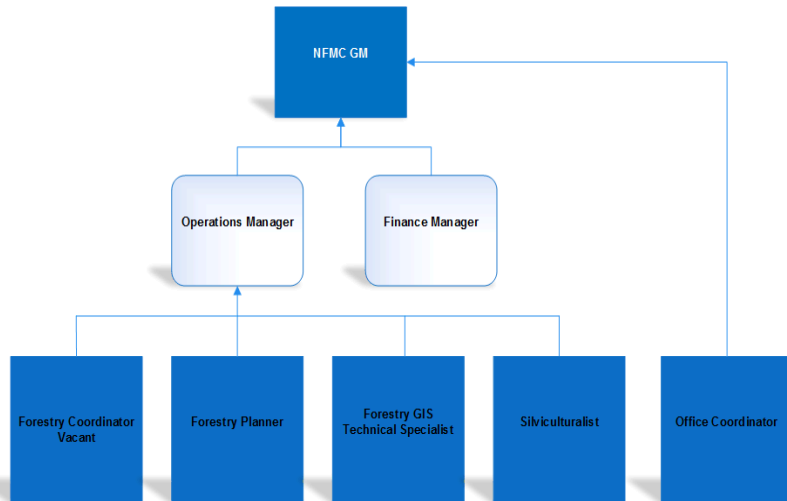 NFMC GM
Operations Manager
Finance Manager
Forestry Coordinator
Vacant
Forestry Planner
Forestry GIS
Technical Specialist
Silviculturalist
Office Coordinator